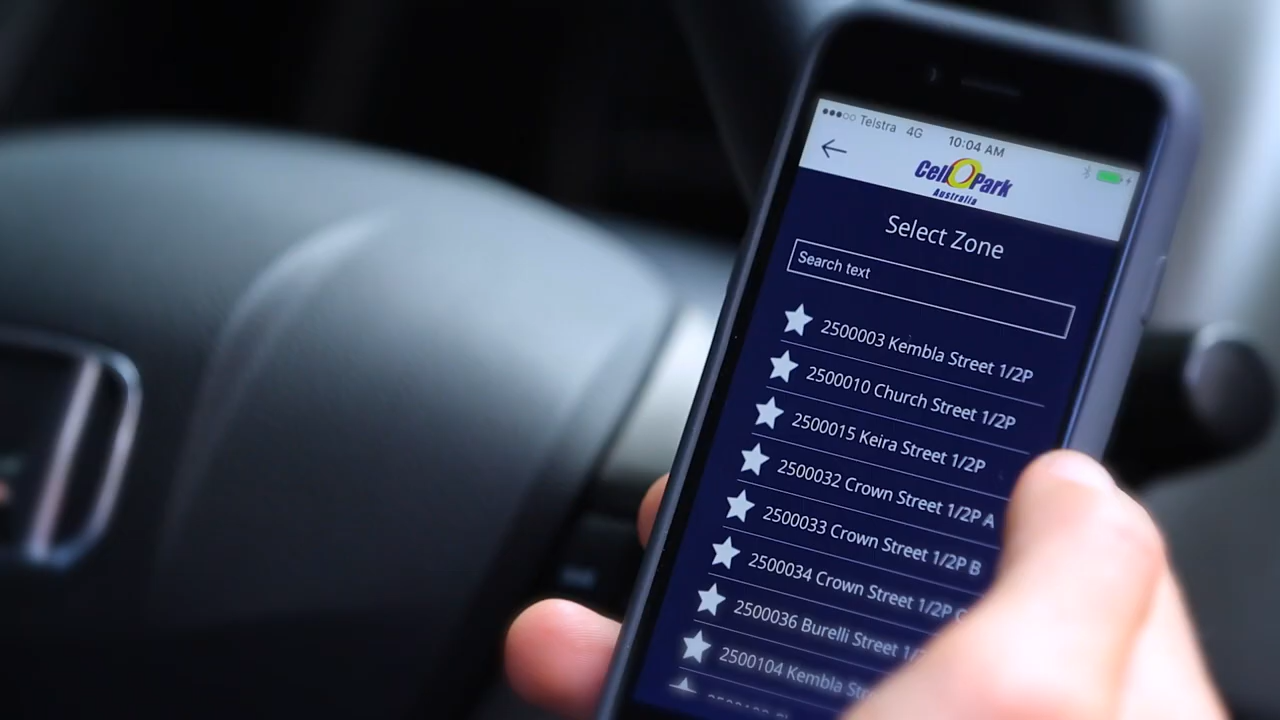 Telstra 4G 10:04 AM
CellOPark
Australia
Select Zone
Search text
2500003 Kembla Street 1/2P
2500010 Church Street 1/2P
2500015 Keira Street 1/2P
2500032 Crown Street 1/2P A
2500033 Crown Street 1/2P B
2500034 Crown Street 1/2P
2500036 Burelli Street
2500104 Kembla